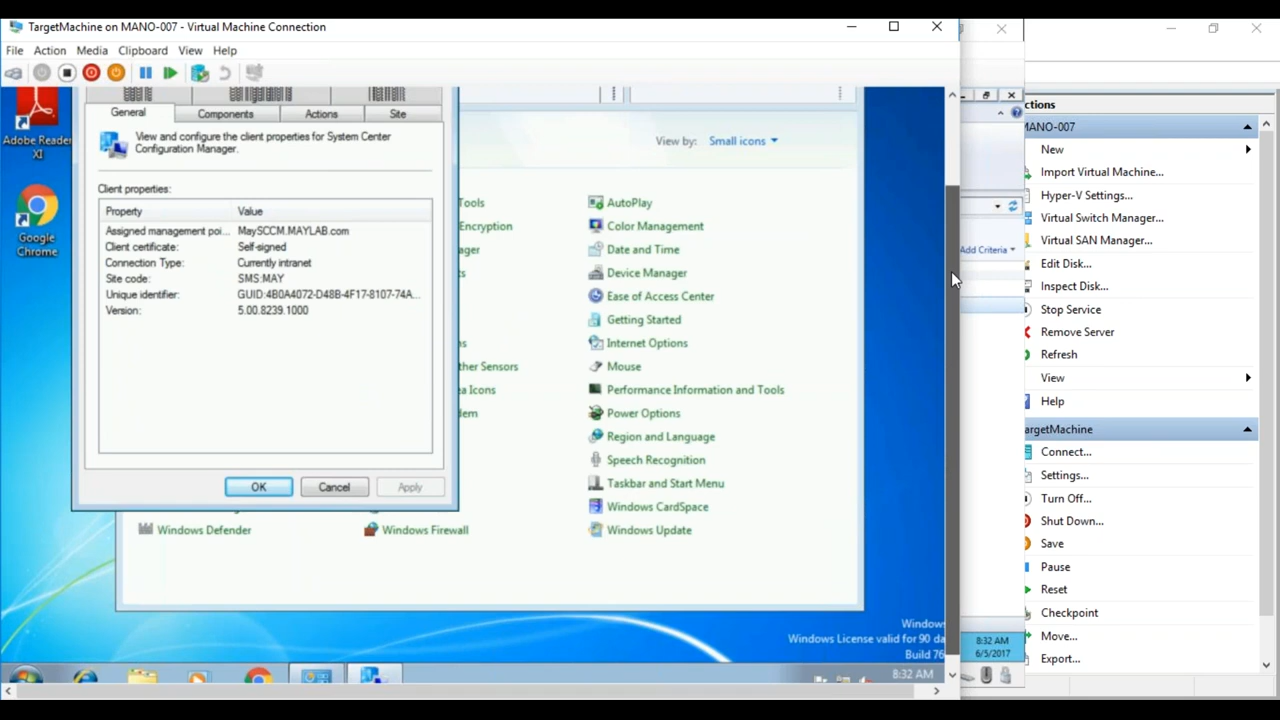 TargetMachine on MANO-007 - Virtual Machine Connection
File Action Media Clipboard View Help
Adobe Reader
XI
Google
Chrome
General Components Actions Site
View and configure the client properties for System Center
Configuration Manager.
Client properties:
Property Value
Assigned management poi... MaySCCM.MAYLAB.com
Client certificate: Self-signed
Connection Type: Currently intranet
Site code: SMS:MAY
Unique identifier: GUID:4B0A4072-D48B-4F17-8107-74A...
Version: 5.00.8239.1000
OK Cancel Apply
View by: Small icons
Tools
Encryption
ager
ts
ns
ther Sensors
ea Icons
dem
Windows Defender
Windows Firewall
AutoPlay
Color Management
Date and Time
Device Manager
Ease of Access Center
Getting Started
Internet Options
Mouse
Performance Information and Tools
Power Options
Region and Language
Speech Recognition
Taskbar and Start Menu
Windows CardSpace
Windows Update
Windows
Windows License valid for 90 da
Build 76
8:32 AM
Add Criteria
8:32 AM
6/5/2017
ctions
MANO-007
New
Import Virtual Machine...
Hyper-V Settings...
Virtual Switch Manager...
Virtual SAN Manager...
Edit Disk...
Inspect Disk...
Stop Service
Remove Server
Refresh
View
Help
argetMachine
Connect...
Settings...
Turn Off...
Shut Down...
Save
Pause
Reset
Checkpoint
Move...
Export...